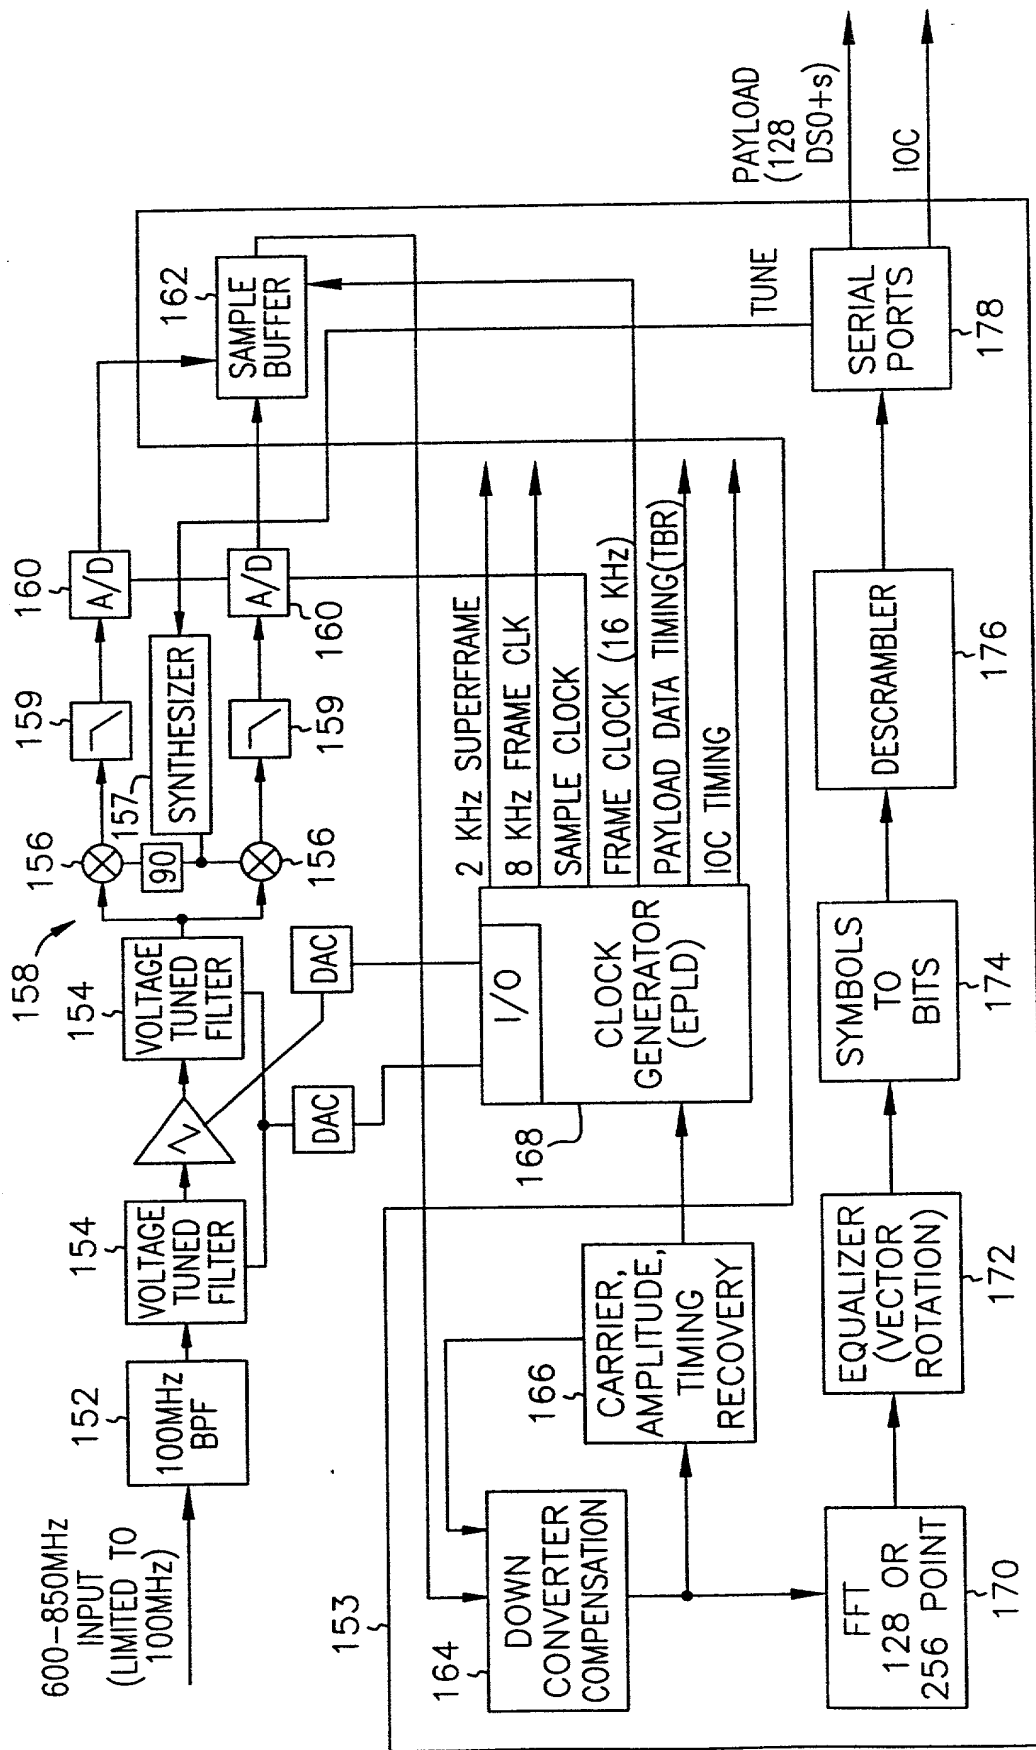 600-850MHz
INPUT
(LIMITED TO
100MHz)
152
100MHz
BPF
154
VOLTAGE
TUNED
FILTER
154
VOLTAGE
TUNED
FILTER
158
156
90
157
SYNTHESIZER
156
159
159
160
A/D
A/D
160
162
SAMPLE
BUFFER
DAC
DAC
153
164
DOWN
CONVERTER
COMPENSATION
166
CARRIER,
AMPLITUDE,
TIMING
RECOVERY
168
I/O
CLOCK
GENERATOR
(EPLD)
2 KHz SUPERFRAME
8 KHz FRAME CLK
SAMPLE CLOCK
FRAME CLOCK (16 KHz)
PAYLOAD DATA TIMING(TBR)
IOC TIMING
TUNE
PAYLOAD
(128
DS0+s)
IOC
FFT
128 OR
256 POINT
170
EQUALIZER
(VECTOR
ROTATION)
172
SYMBOLS
TO
BITS
174
DESCRAMBLER
176
SERIAL
PORTS
178